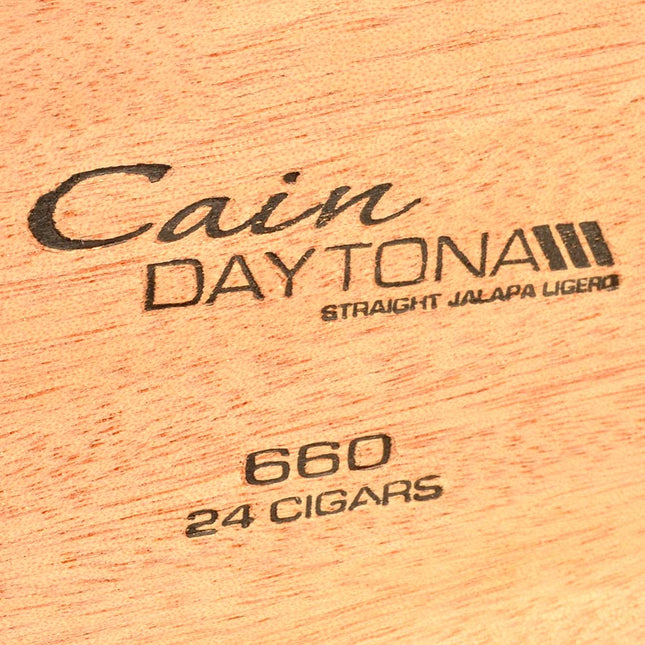 Cain
DAYTONA
STRAIGHT JALAPA LIGERO
660
24 CIGARS